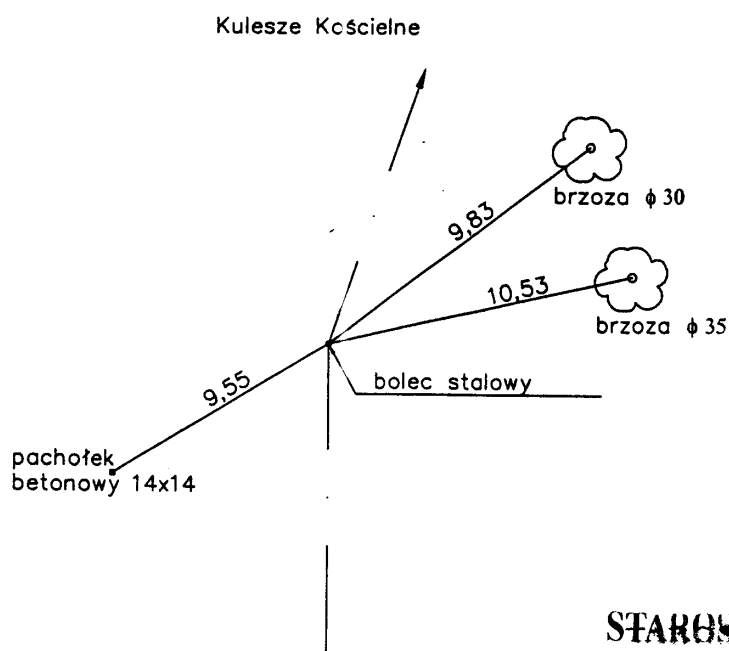 Kulesze Kościelne
9,83
brzoza ϕ 30
10,53
brzoza ϕ 35
9,55
bolec stalowy
pachołek
betonowy 14x14